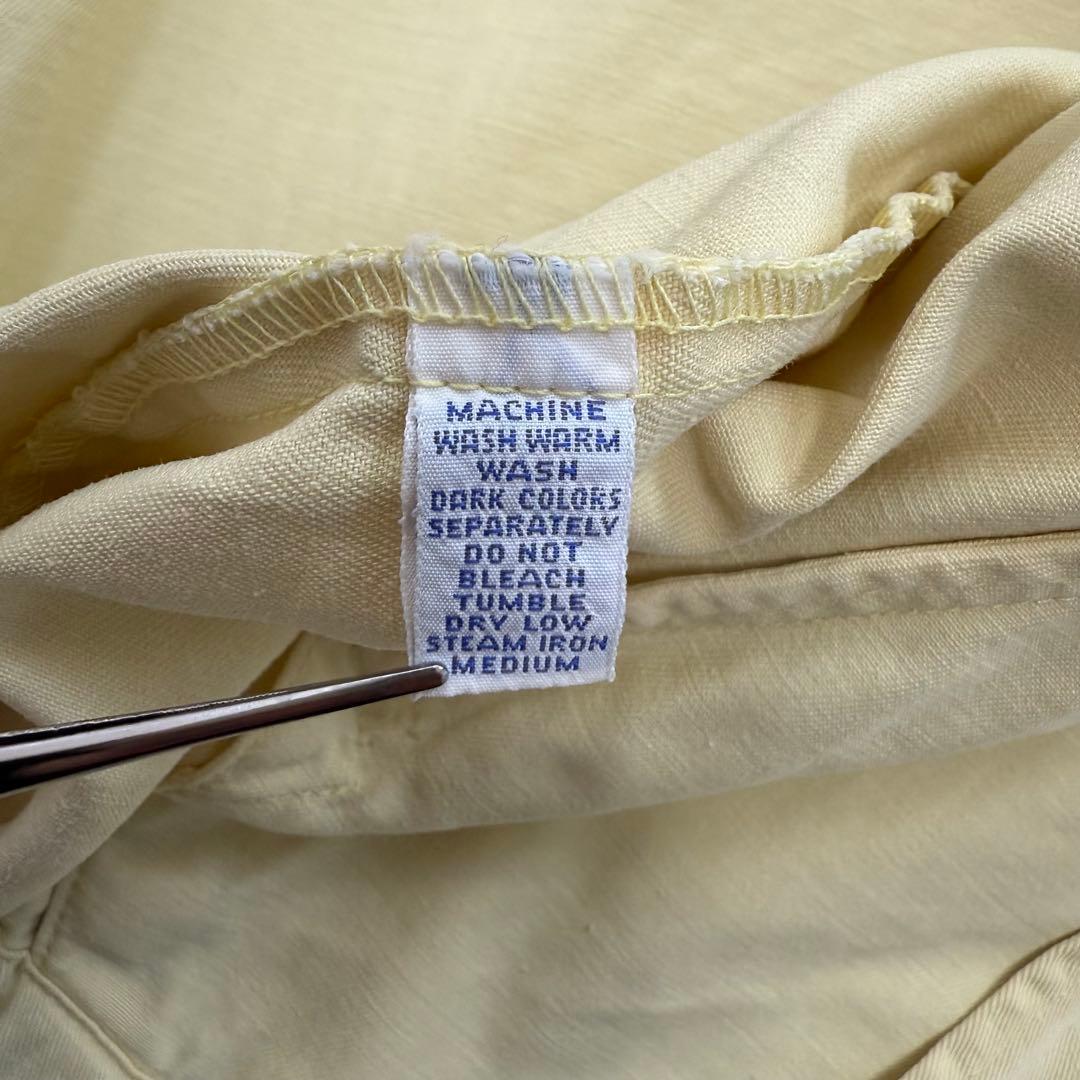 MACHINE
WASH WARM
WASH
DARK COLORS
SEPARATELY
DO NOT
BLEACH
TUMBLE
DRY LOW
STEAM IRON
MEDIUM